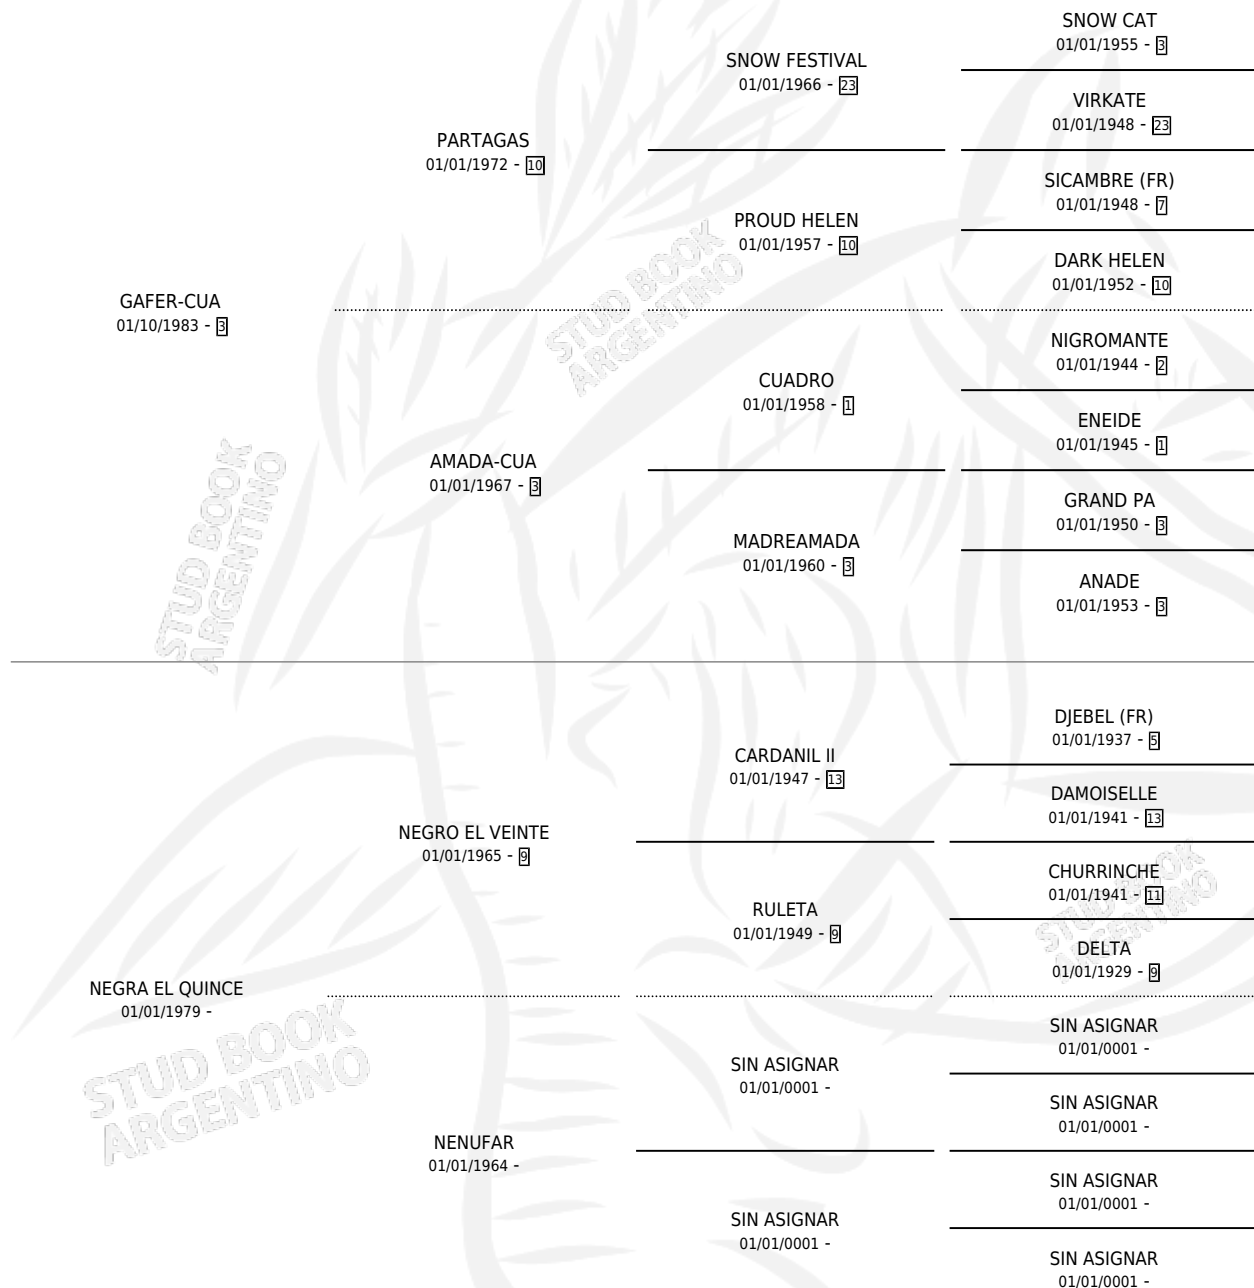 SNOW CAT
01/01/1955 - 3
SNOW FESTIVAL
01/01/1966 - 23
VIRKATE
01/01/1948 - 23
PARTAGAS
01/01/1972 - 10
SICAMBRE (FR)
01/01/1948 - 7
PROUD HELEN
01/01/1957 - 10
DARK HELEN
01/01/1952 - 10
GAFER-CUA
01/10/1983 - 3
NIGROMANTE
01/01/1944 - 2
CUADRO
01/01/1958 - 1
ENEIDE
01/01/1945 - 1
AMADA-CUA
01/01/1967 - 3
GRAND PA
01/01/1950 - 3
MADREAMADA
01/01/1960 - 3
ANADE
01/01/1953 - 3
DJEBEL (FR)
01/01/1937 - 5
CARDANIL II
01/01/1947 - 13
DAMOISELLE
01/01/1941 - 13
NEGRO EL VEINTE
01/01/1965 - 9
CHURRINCHE
01/01/1941 - 11
RULETA
01/01/1949 - 9
DELTA
01/01/1929 - 9
NEGRA EL QUINCE
01/01/1979 -
SIN ASIGNAR
01/01/0001 -
SIN ASIGNAR
01/01/0001 -
SIN ASIGNAR
01/01/0001 -
NENUFAR
01/01/1964 -
SIN ASIGNAR
01/01/0001 -
SIN ASIGNAR
01/01/0001 -
SIN ASIGNAR
01/01/0001 -
STUD BOOK
ARGENTINO
STUD BOOK
ARGENTINO
STUD BOOK
ARGENTINO
STUD BOOK
ARGENTINO